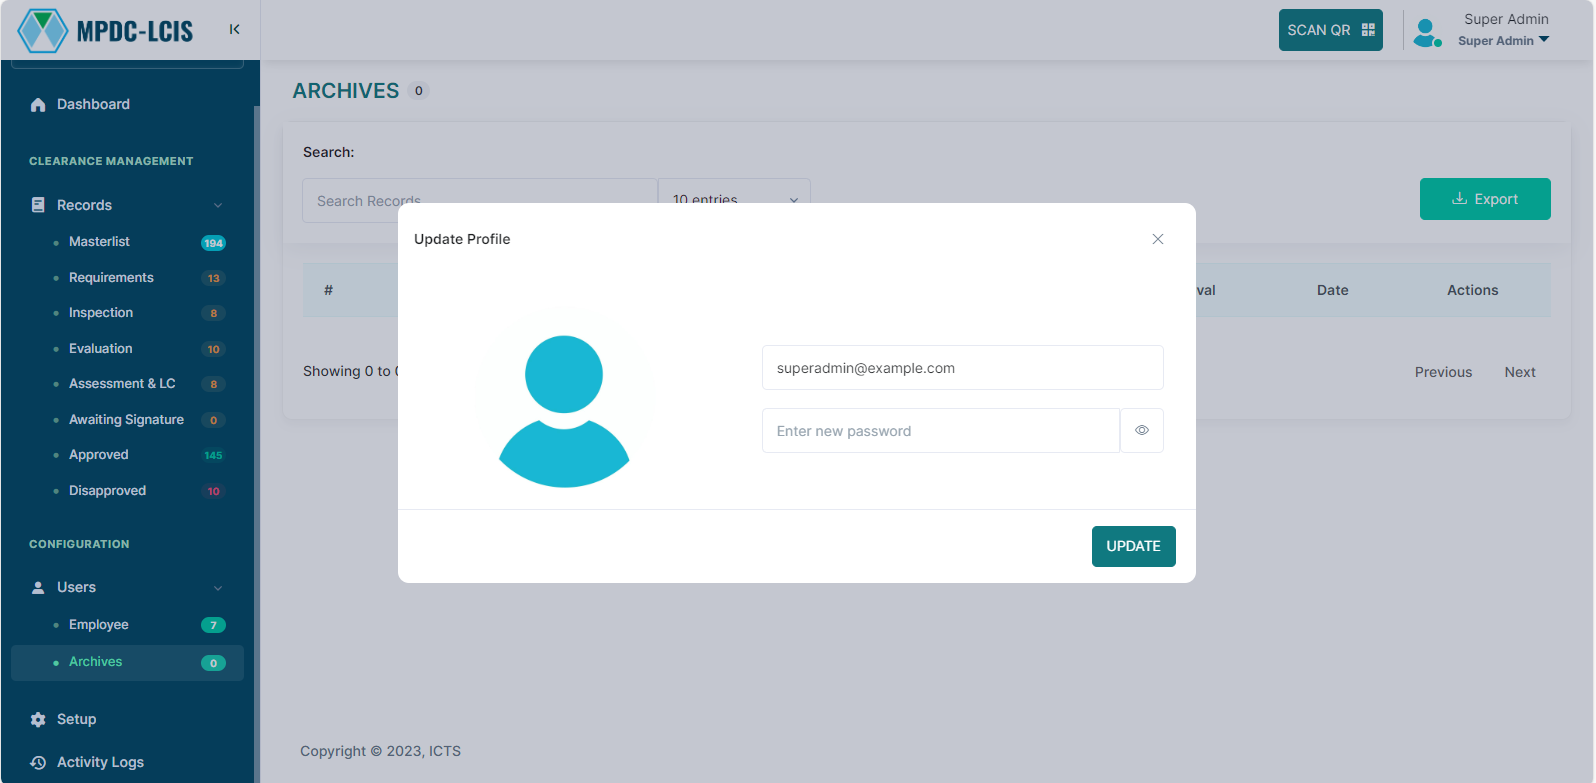 MPDC-LCIS
SCAN QR
Super Admin
Super Admin
Dashboard
CLEARANCE MANAGEMENT
Records
Masterlist 194
Requirements 13
Inspection 8
Evaluation 10
Assessment & LC 8
Awaiting Signature 0
Approved 145
Disapproved 10
CONFIGURATION
Users
Employee 7
Archives 0
Setup
Activity Logs
ARCHIVES 0
Search:
Search Records
10 entries
Export
# val Date Actions
Showing 0 to
Previous Next
Update Profile
superadmin@example.com
Enter new password
UPDATE
Copyright © 2023, ICTS